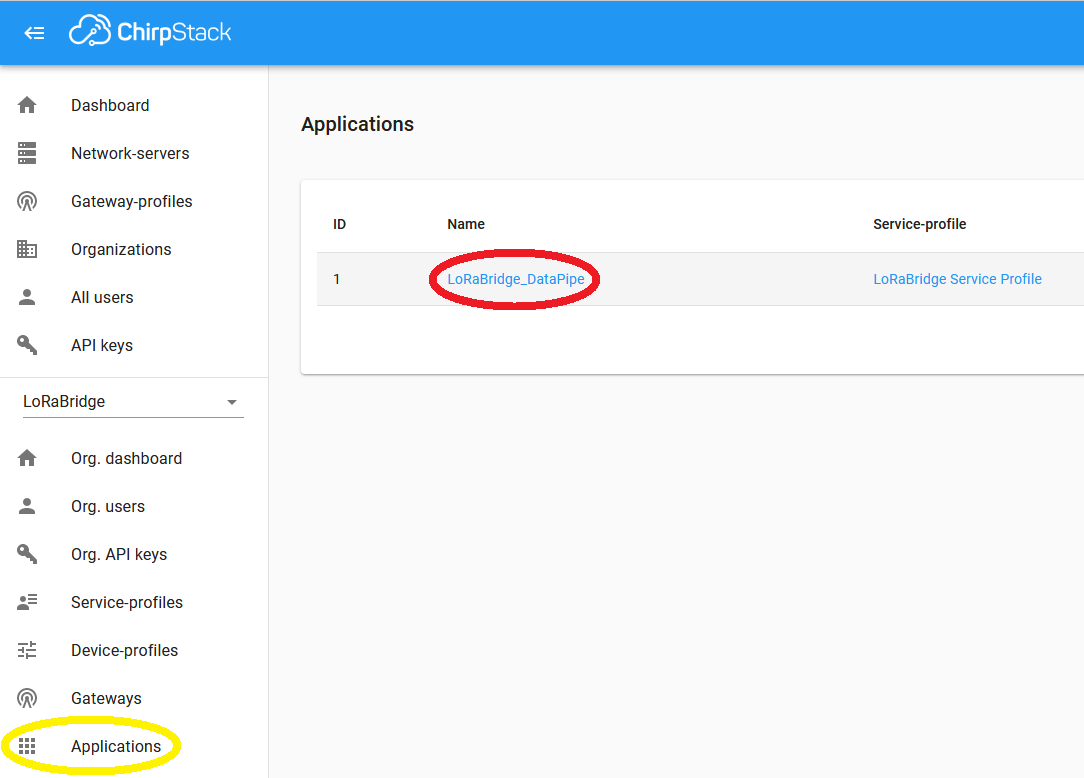 ChirpStack
Dashboard
Network-servers
Gateway-profiles
Organizations
All users
API keys
LoRaBridge
Org. dashboard
Org. users
Org. API keys
Service-profiles
Device-profiles
Gateways
Applications
Applications
ID Name Service-profile
1 LoRaBridge_DataPipe LoRaBridge Service Profile